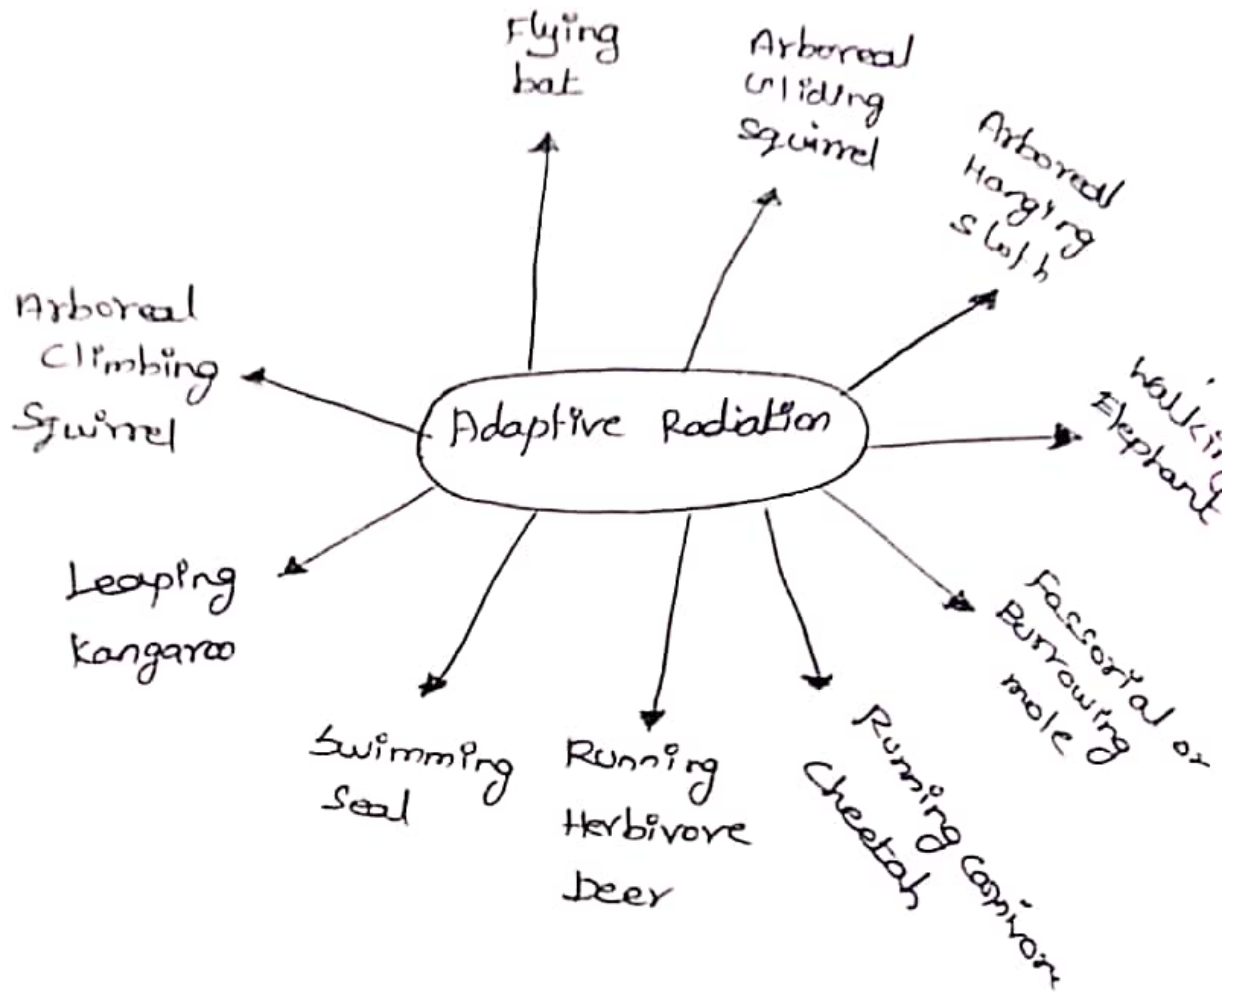 Flying
bat
Arboreal
Gliding
squirrel
Arboreal
Hanging
Sloth
Walkin
Elephant
Arboreal
Climbing
Squirrel
Adaptive Radiation
Leaping
Kangaroo
Fossorial or
Burrowing
mole
Swimming
Seal
Running
Herbivore
Deer
Running Carnivore
Cheetah